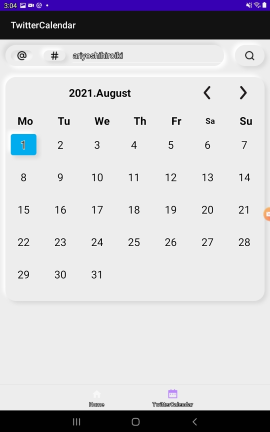 3:04
TwitterCalendar
@ # ariyoshihiroiki
2021.August
Mo Tu We Th Fr Sa Su
1 2 3 4 5 6 7
8 9 10 11 12 13 14
15 16 17 18 19 20 21
22 23 24 25 26 27 28
29 30 31
Home TwitterCalendar